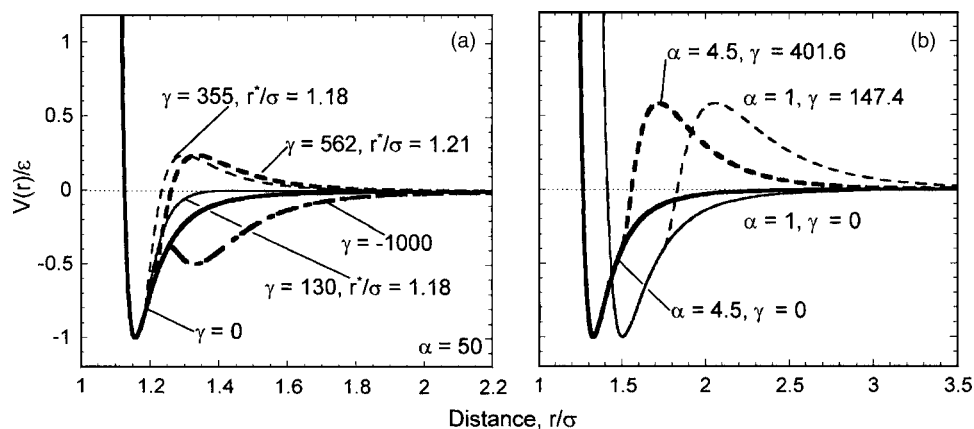 (a)
(b)
V(r)/ε
1
0.5
0
-0.5
-1
γ = 355, r*/σ = 1.18
γ = 562, r*/σ = 1.21
γ = -1000
γ = 130, r*/σ = 1.18
γ = 0
α = 50
1 1.2 1.4 1.6 1.8 2 2.2
α = 4.5, γ = 401.6
α = 1, γ = 147.4
α = 1, γ = 0
α = 4.5, γ = 0
1 1.5 2 2.5 3 3.5
Distance, r/σ